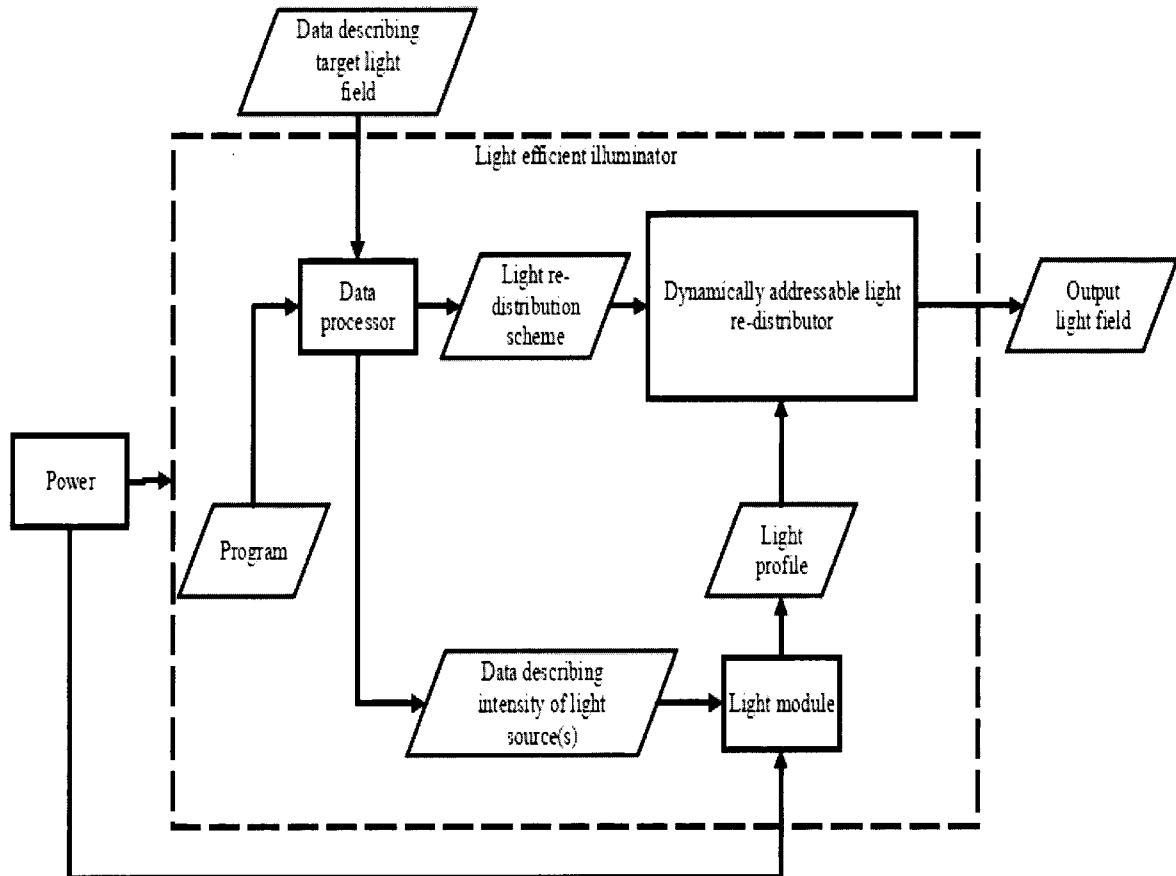 Data describing
target light
field
Light efficient illuminator
Data
processor
Light re-
distribution
scheme
Dynamically addressable light
re-distributor
Output
light field
Power
Program
Light
profile
Data describing
intensity of light
source(s)
Light module